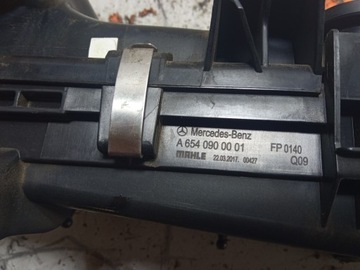 Mercedes-Benz
A 654 090 00 01 FP 0140
MAHLE 22.03.2017. 00427 Q09